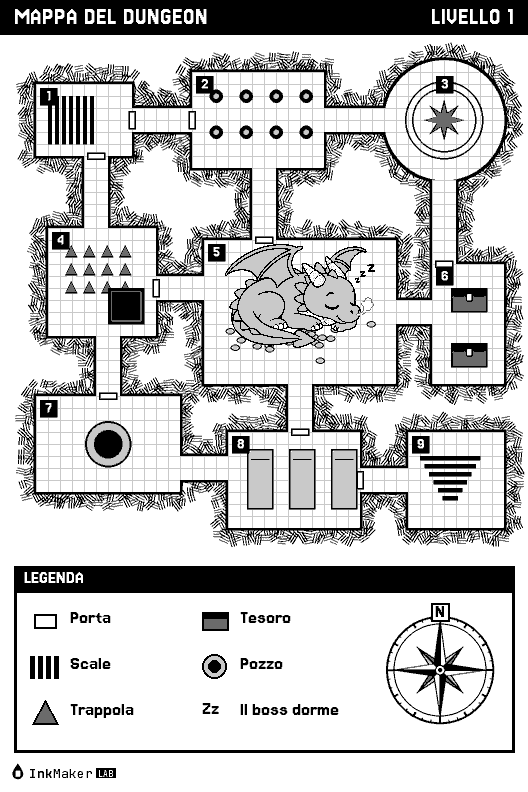 MAPPA DEL DUNGEON
LIVELLO 1
1
2
3
4
5
zzZ
6
7
8
9
LEGENDA
Porta
Tesoro
Scale
Pozzo
Trappola
Zz Il boss dorme
N
InkMaker LAB